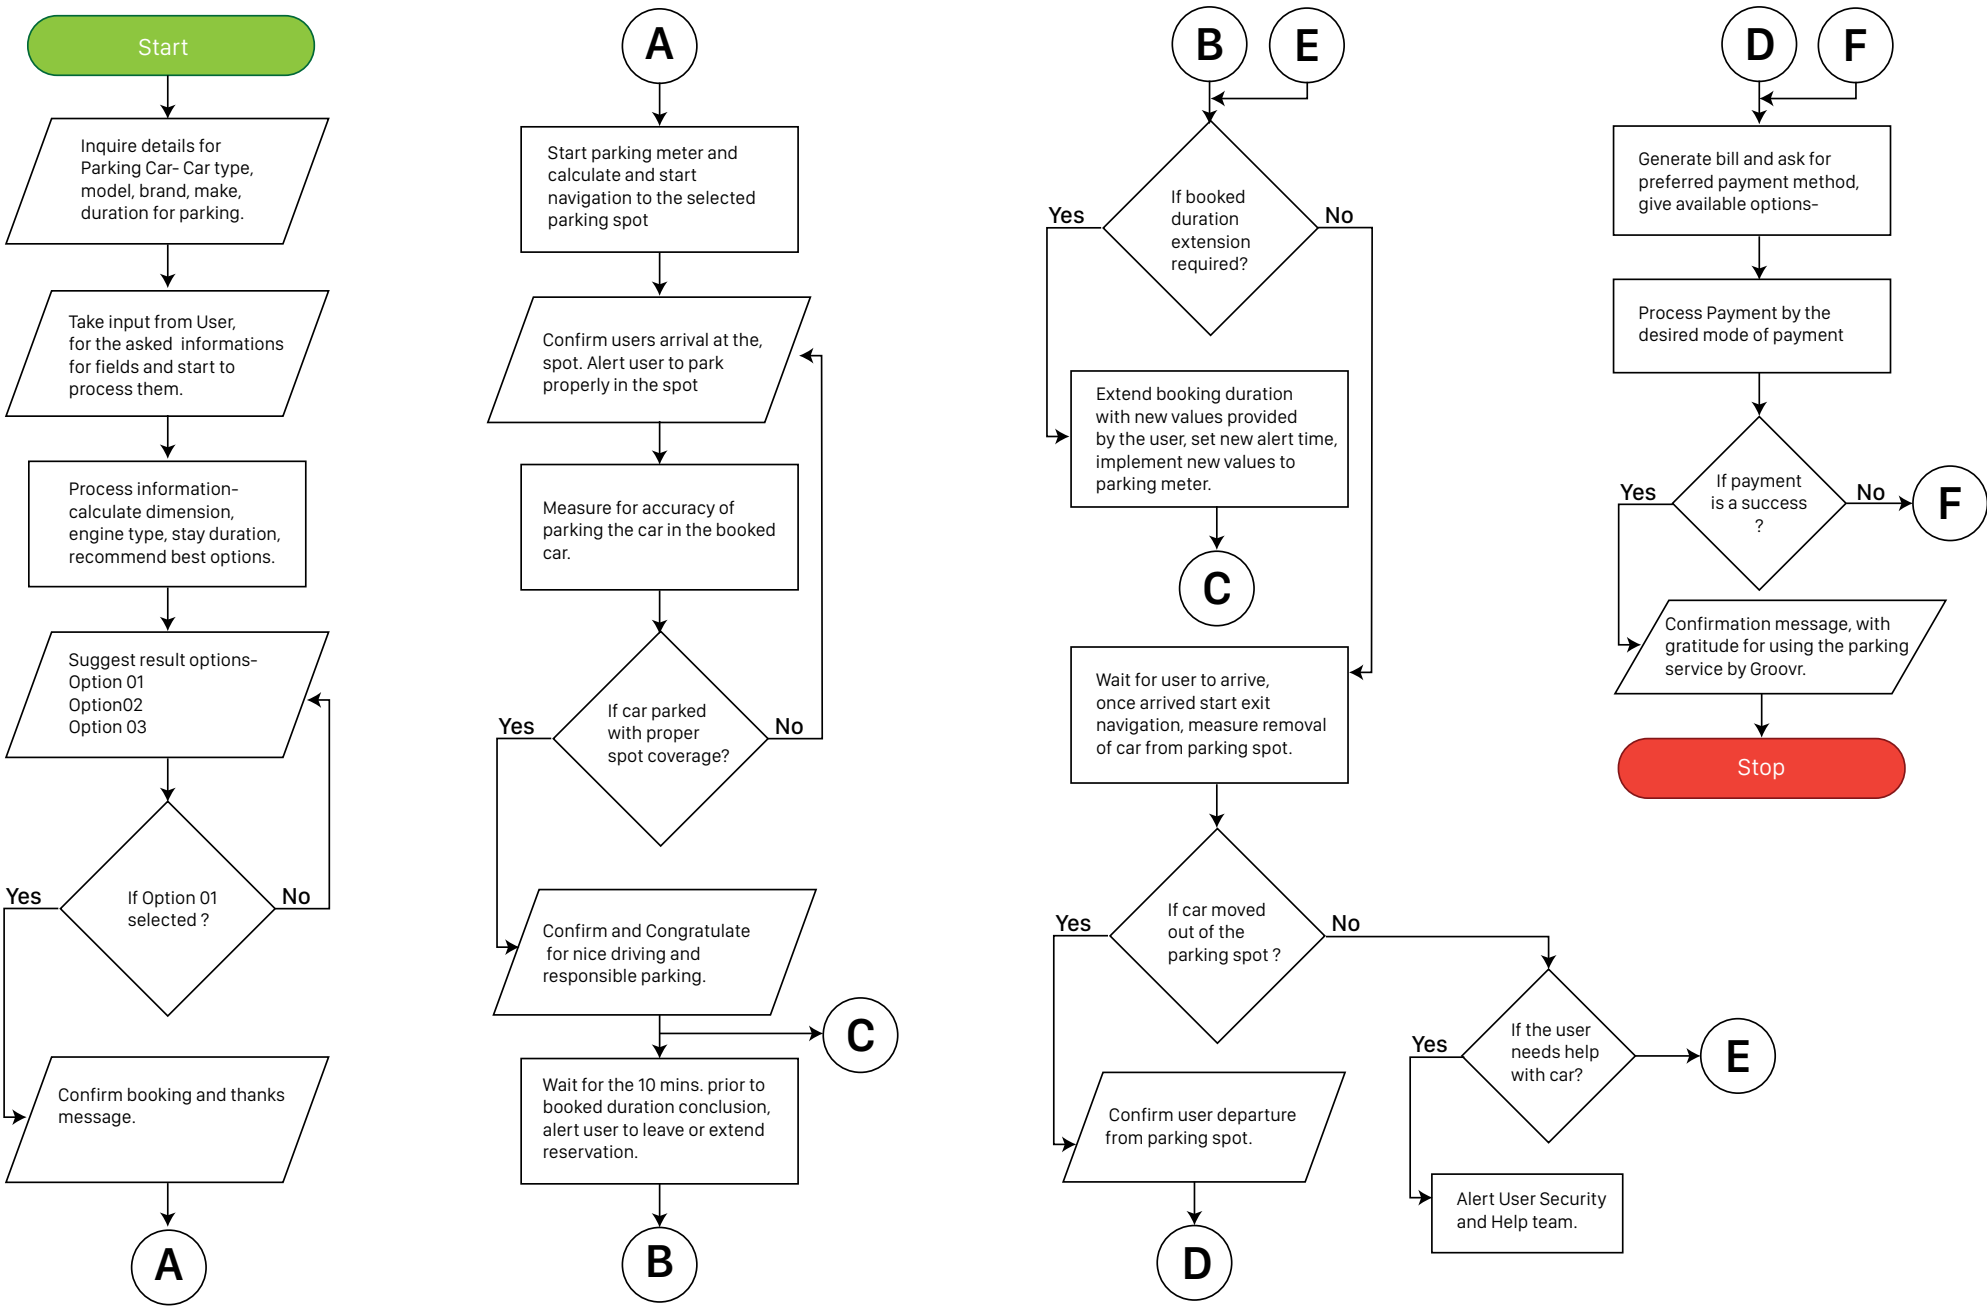 Start
Inquire details for
Parking Car- Car type,
model, brand, make,
duration for parking.
Take input from User,
for the asked  informations
for fields and start to
process them.
Process information-
calculate dimension,
engine type, stay duration,
recommend best options.
Suggest result options-
Option 01
Option02
Option 03
If Option 01
selected ?
Yes
No
Confirm booking and thanks
message.
A
A
Start parking meter and
calculate and start
navigation to the selected
parking spot
Confirm users arrival at the,
spot. Alert user to park
properly in the spot
Measure for accuracy of
parking the car in the booked
car.
If car parked
with proper
spot coverage?
Yes
No
Confirm and Congratulate
for nice driving and
responsible parking.
C
Wait for the 10 mins. prior to
booked duration conclusion,
alert user to leave or extend
reservation.
B
B
E
If booked
duration
extension
required?
Yes
No
Extend booking duration
with new values provided
by the user, set new alert time,
implement new values to
parking meter.
C
Wait for user to arrive,
once arrived start exit
navigation, measure removal
of car from parking spot.
If car moved
out of the
parking spot ?
Yes
No
Confirm user departure
from parking spot.
D
If the user
needs help
with car?
Yes
E
Alert User Security
and Help team.
D
F
Generate bill and ask for
preferred payment method,
give available options-
Process Payment by the
desired mode of payment
If payment
is a success
?
Yes
No
F
Confirmation message, with
gratitude for using the parking
service by Groovr.
Stop